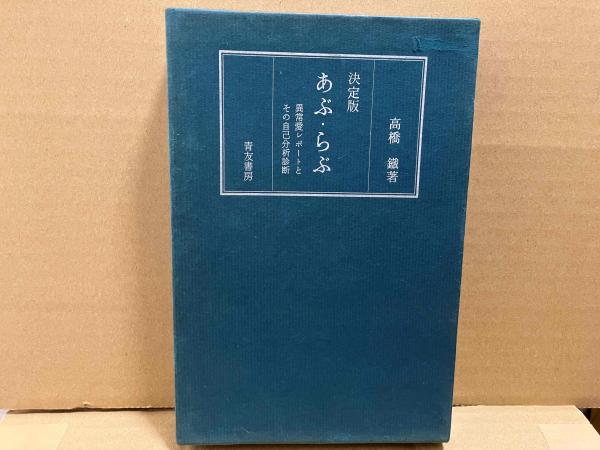 高橋 鐵著
決定版
あぶ・らぶ
異常愛レポートと
その自己分析診断
青友書房